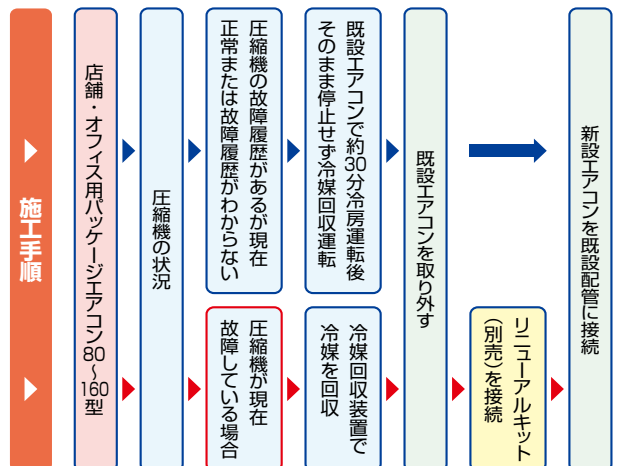 施工手順
店舗・オフィス用パッケージエアコン80～160型
圧縮機の状況
圧縮機の故障履歴があるが現在
正常または故障履歴がわからない
既設エアコンで約30分冷房運転後
そのまま停止せず冷媒回収運転
圧縮機が現在
故障している場合
冷媒回収装置で
冷媒を回収
既設エアコンを取り外す
リニューアルキット
(別売)を接続
新設エアコンを既設配管に接続